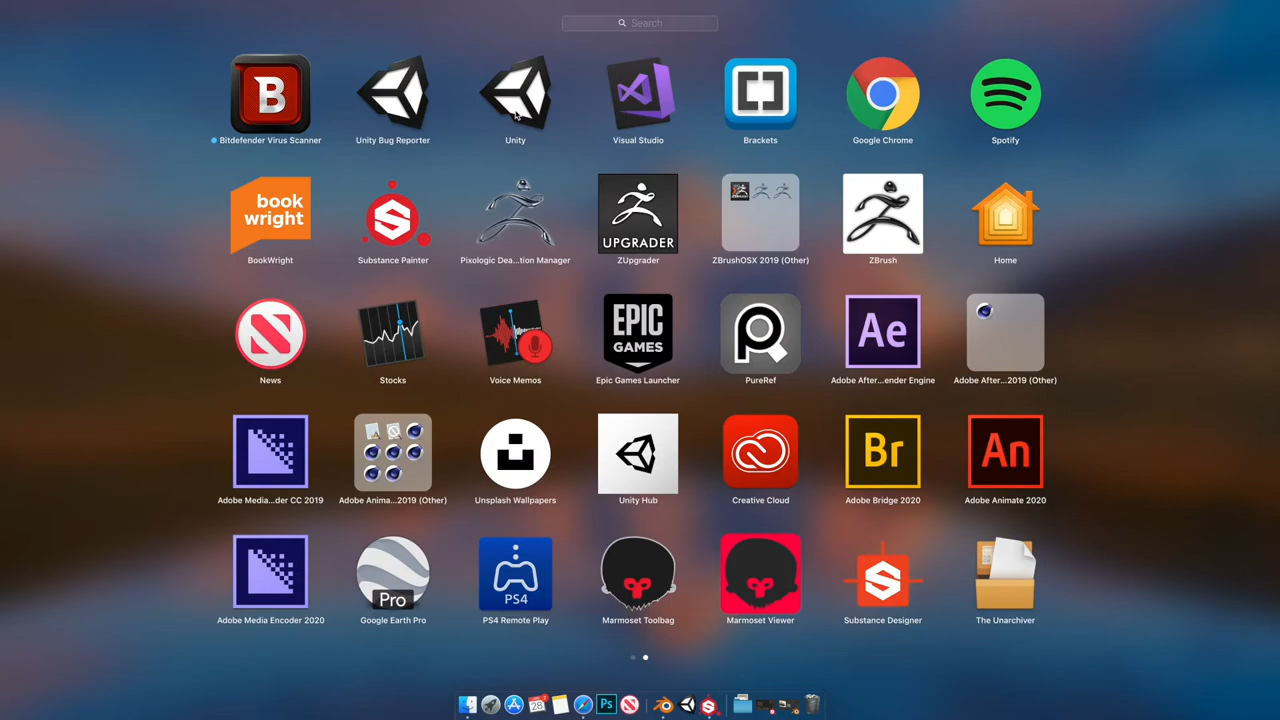 Search
B
Bitdefender Virus Scanner
Unity Bug Reporter
Unity
Visual Studio
Brackets
Google Chrome
Spotify
book
wright
BookWright
Substance Painter
Pixologic Dea...tion Manager
UPGRADER
ZUpgrader
ZBrushOSX 2019 (Other)
ZBrush
Home
News
Stocks
Voice Memos
EPIC
GAMES
Epic Games Launcher
PureRef
Ae
Adobe After...ender Engine
Adobe After...2019 (Other)
Adobe Media...der CC 2019
Adobe Anima...2019 (Other)
Unsplash Wallpapers
Unity Hub
Creative Cloud
Br
Adobe Bridge 2020
An
Adobe Animate 2020
Adobe Media Encoder 2020
Pro
Google Earth Pro
PS4
PS4 Remote Play
Marmoset Toolbag
Marmoset Viewer
S
Substance Designer
The Unarchiver
28
Ps